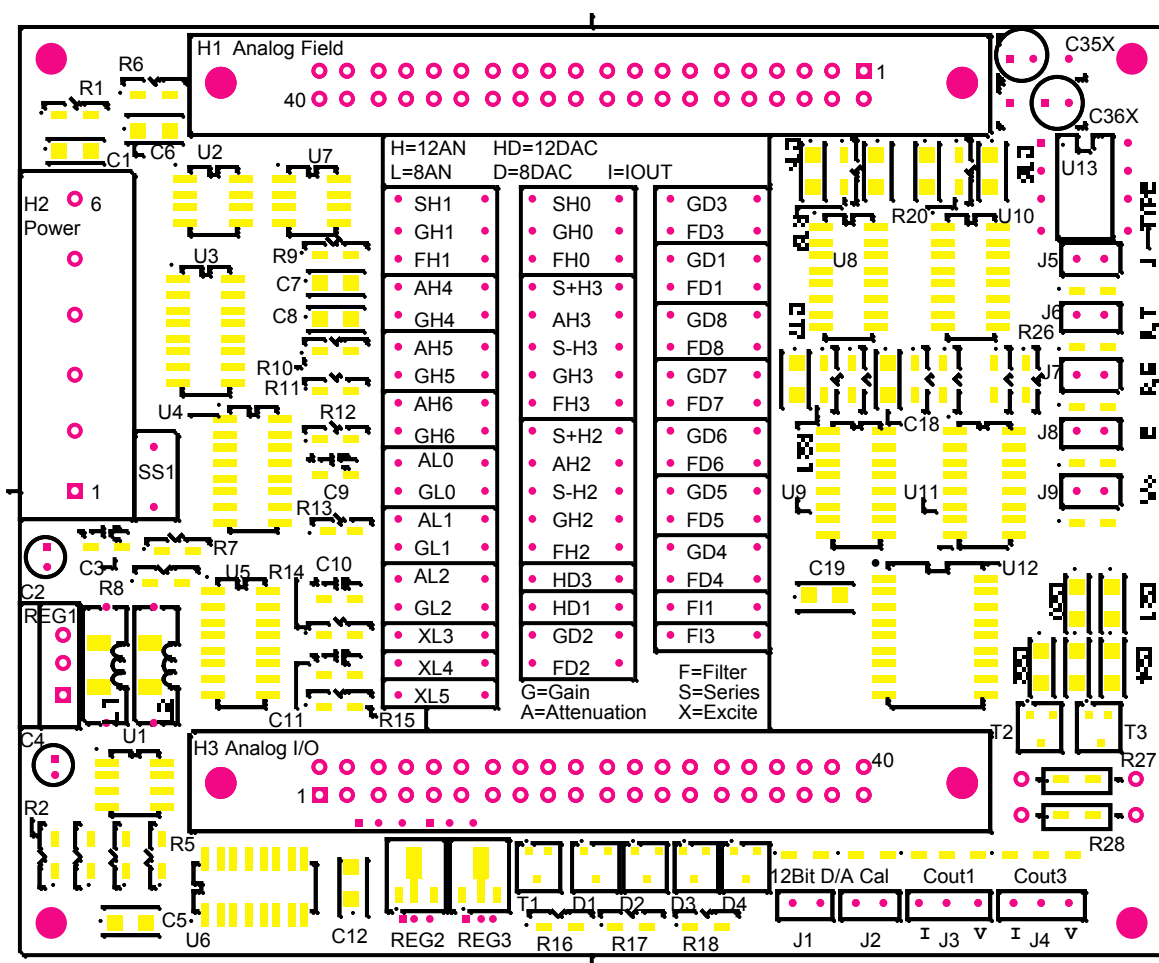 H1 Analog Field
1
40
R6
R1
C1
C6
U2
U7
H2
Power
6
1
U3
R9
C7
C8
R10
R11
U4
R12
C9
SS1
R13
R7
C3
C2
R8
U5
R14
C10
REG1
C11
R15
C4
U1
H=12AN HD=12DAC
L=8AN D=8DAC I=IOUT
SH1 SH0 GD3
GH1 GH0 FD3
FH1 FH0 GD1
AH4 S+H3 FD1
GH4 AH3 GD8
AH5 S-H3 FD8
GH5 GH3 GD7
AH6 FH3 FD7
GH6 S+H2 GD6
AL0 AH2 FD6
GL0 S-H2 GD5
AL1 GH2 FD5
GL1 FH2 GD4
AL2 HD3 FD4
GL2 HD1 FI1
XL3 GD2 FI3
XL4 FD2
XL5
F=Filter
G=Gain S=Series
A=Attenuation X=Excite
C35X
C36X
U13
R20
U10
U8
J5
J6
R26
J7
C18
J8
U9
U11
J9
C19
U12
T2
T3
R27
R28
H3 Analog I/O
40
1
R2
R5
C5
U6
C12
REG2
REG3
T1
D1
D2
D3
D4
R16
R17
R18
12Bit D/A Cal
Cout1
Cout3
J1
J2
I J3 V
I J4 V